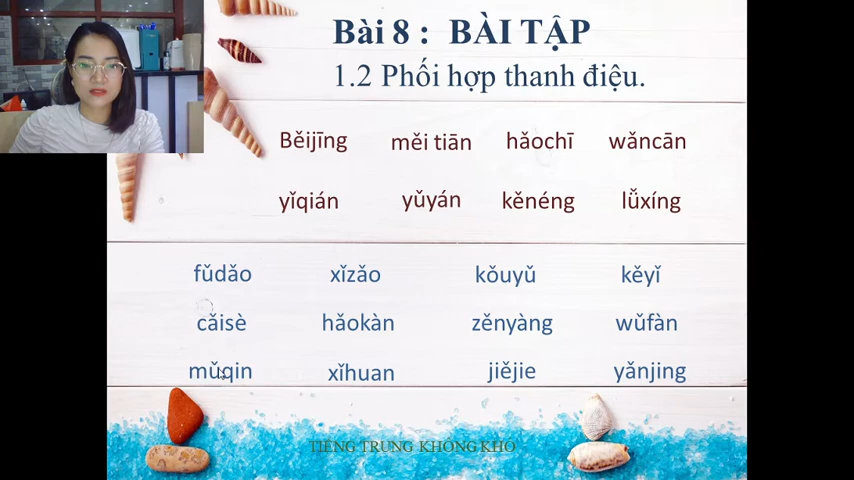 Bài 8 : BÀI TẬP
1.2 Phối hợp thanh điệu.
Běijīng měi tiān hǎochī wǎncān
yǐqián yǔyán kěnéng lǚxíng
fǔdǎo xǐzǎo kǒuyǔ kěyǐ
cǎisè hǎokàn zěnyàng wǔfàn
mǔqin xǐhuan jiějie yǎnjing
TIẾNG TRUNG KHÔNG KHÓ